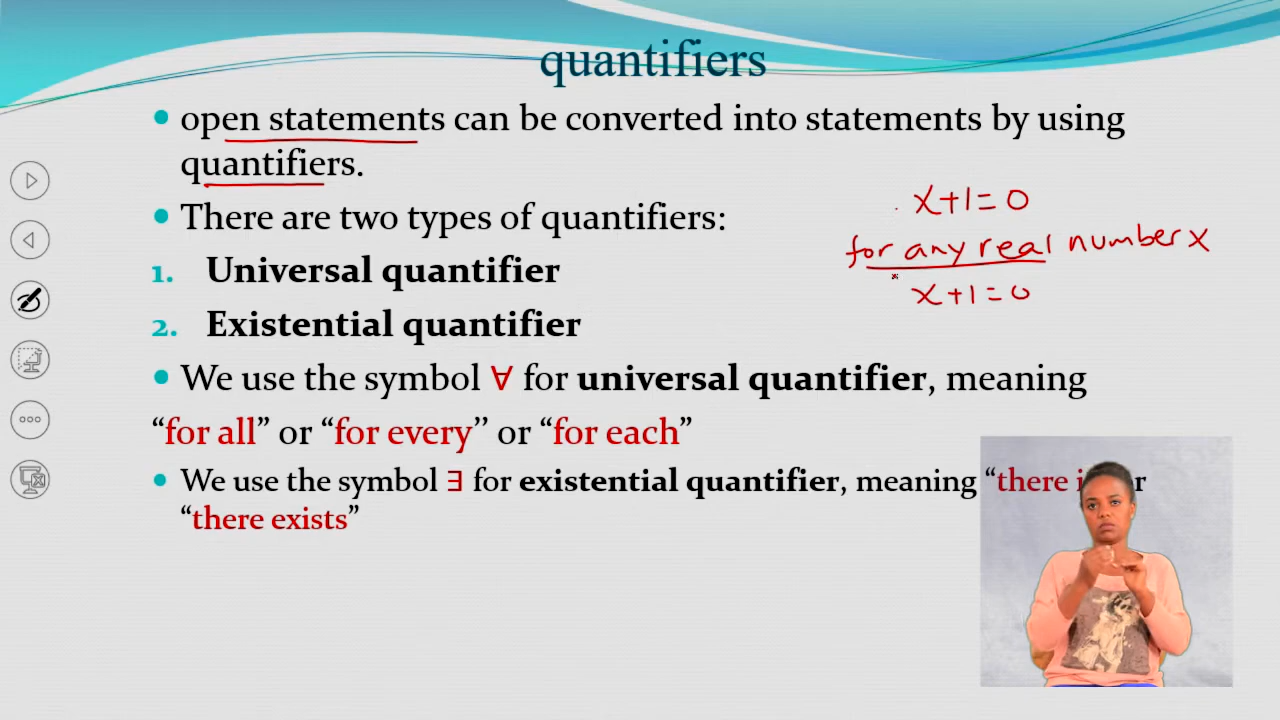 quantifiers
• open statements can be converted into statements by using
quantifiers.
• There are two types of quantifiers:
1. Universal quantifier
2. Existential quantifier
x+1=0
for any real number x
x+1=0
• We use the symbol ∀ for universal quantifier, meaning
“for all” or “for every’’ or “for each”
• We use the symbol ∃ for existential quantifier, meaning “there
“there exists”